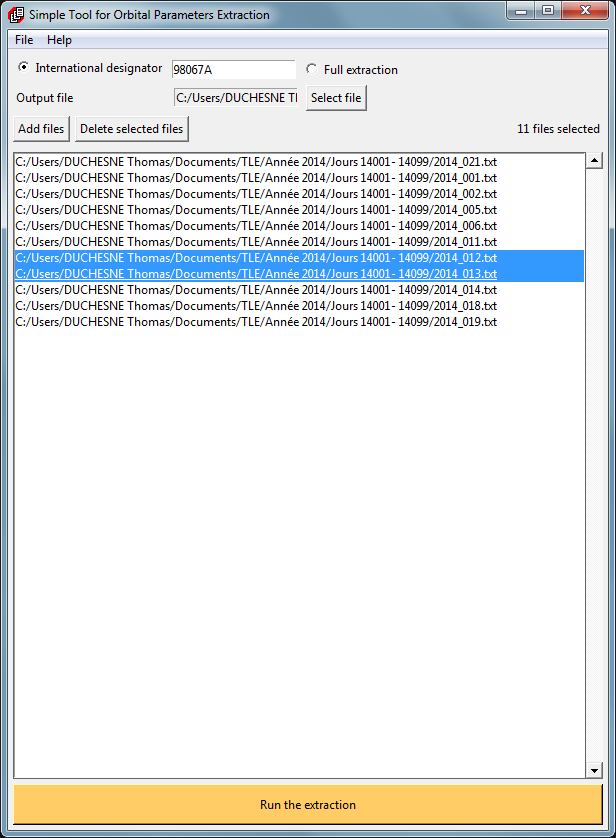 Simple Tool for Orbital Parameters Extraction
File Help
International designator 98067A Full extraction
Output file C:/Users/DUCHESNE Select file
Add files Delete selected files 11 files selected
C:/Users/DUCHESNE Thomas/Documents/TLE/Année 2014/Jours 14001- 14099/2014_021.txt
C:/Users/DUCHESNE Thomas/Documents/TLE/Année 2014/Jours 14001- 14099/2014_001.txt
C:/Users/DUCHESNE Thomas/Documents/TLE/Année 2014/Jours 14001- 14099/2014_002.txt
C:/Users/DUCHESNE Thomas/Documents/TLE/Année 2014/Jours 14001- 14099/2014_005.txt
C:/Users/DUCHESNE Thomas/Documents/TLE/Année 2014/Jours 14001- 14099/2014_006.txt
C:/Users/DUCHESNE Thomas/Documents/TLE/Année 2014/Jours 14001- 14099/2014_011.txt
C:/Users/DUCHESNE Thomas/Documents/TLE/Année 2014/Jours 14001- 14099/2014_012.txt
C:/Users/DUCHESNE Thomas/Documents/TLE/Année 2014/Jours 14001- 14099/2014_013.txt
C:/Users/DUCHESNE Thomas/Documents/TLE/Année 2014/Jours 14001- 14099/2014_014.txt
C:/Users/DUCHESNE Thomas/Documents/TLE/Année 2014/Jours 14001- 14099/2014_018.txt
C:/Users/DUCHESNE Thomas/Documents/TLE/Année 2014/Jours 14001- 14099/2014_019.txt
Run the extraction